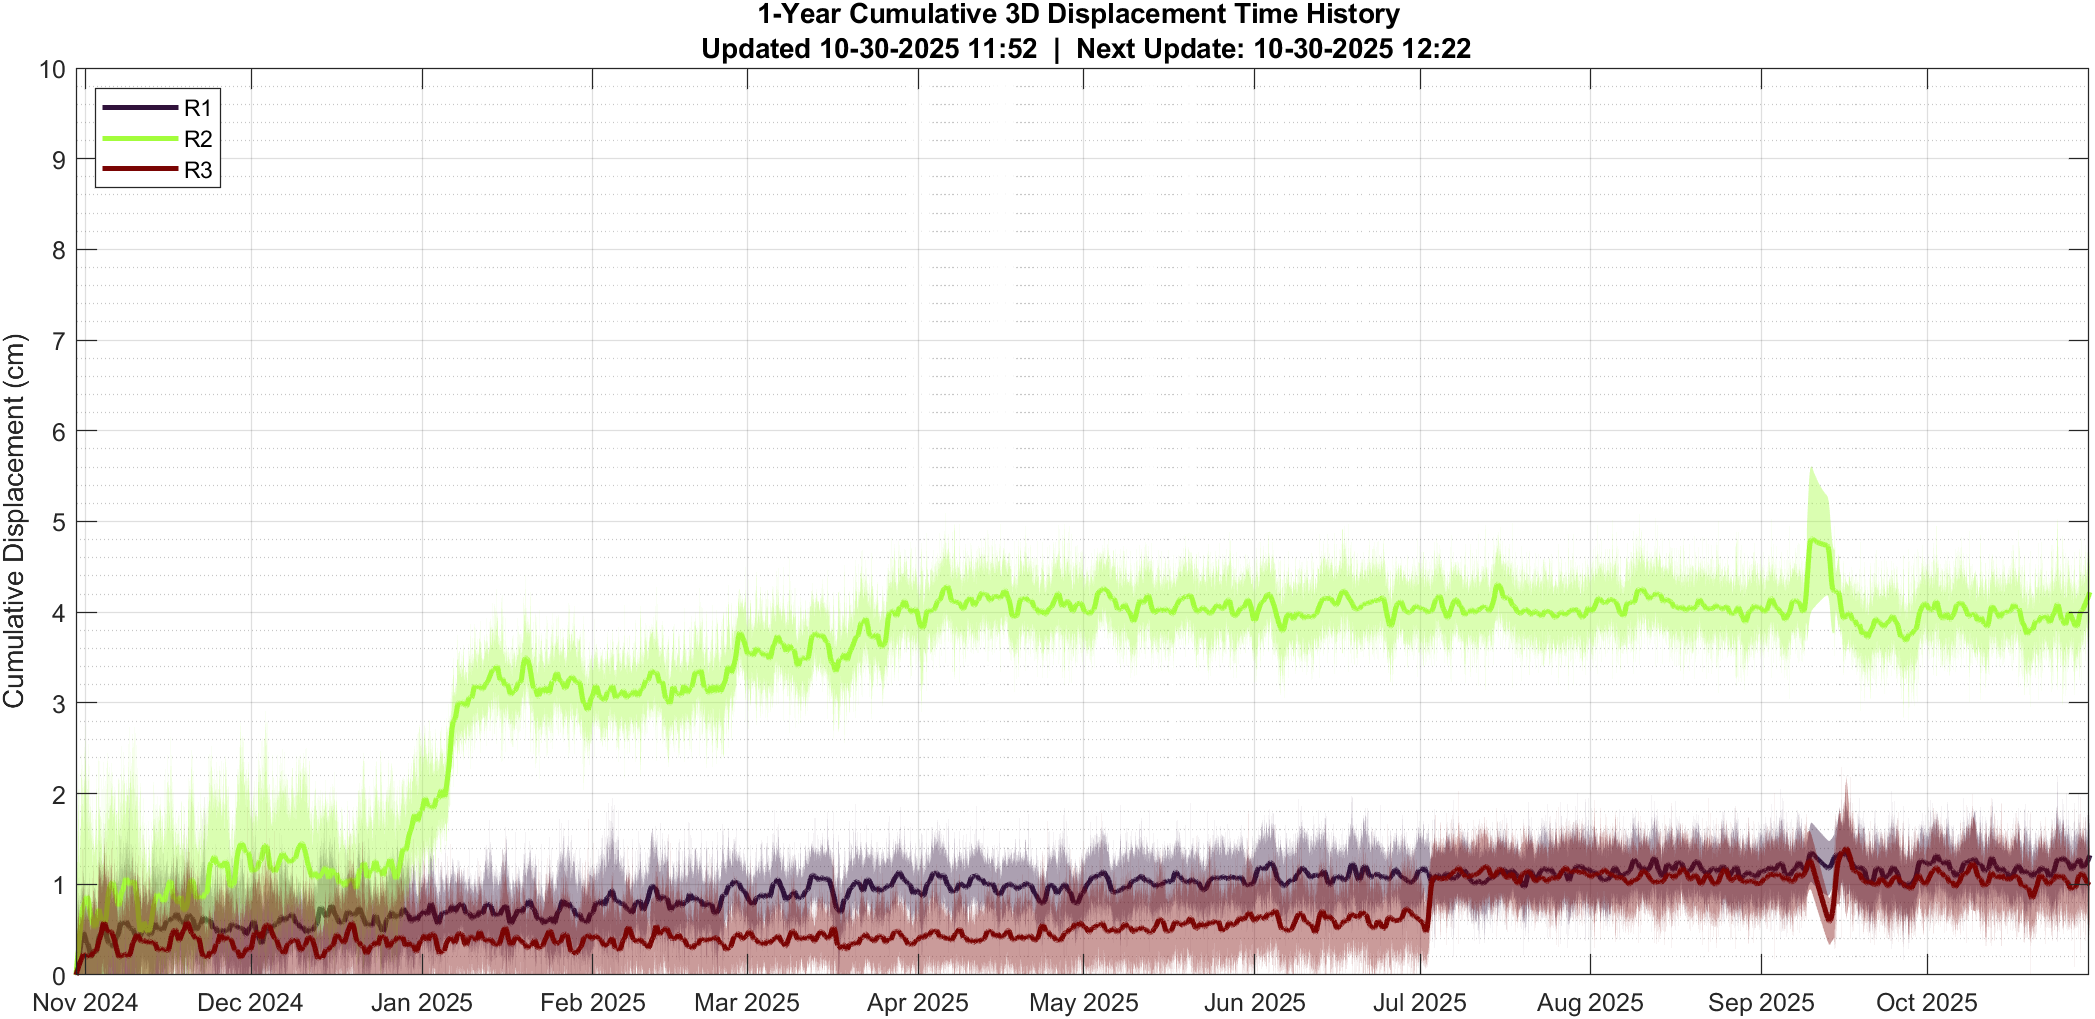 1-Year Cumulative 3D Displacement Time History
Updated 10-30-2025 11:52 | Next Update: 10-30-2025 12:22
R1
R2
R3
Cumulative Displacement (cm)
10
9
8
7
6
5
4
3
2
1
0
Nov 2024
Dec 2024
Jan 2025
Feb 2025
Mar 2025
Apr 2025
May 2025
Jun 2025
Jul 2025
Aug 2025
Sep 2025
Oct 2025